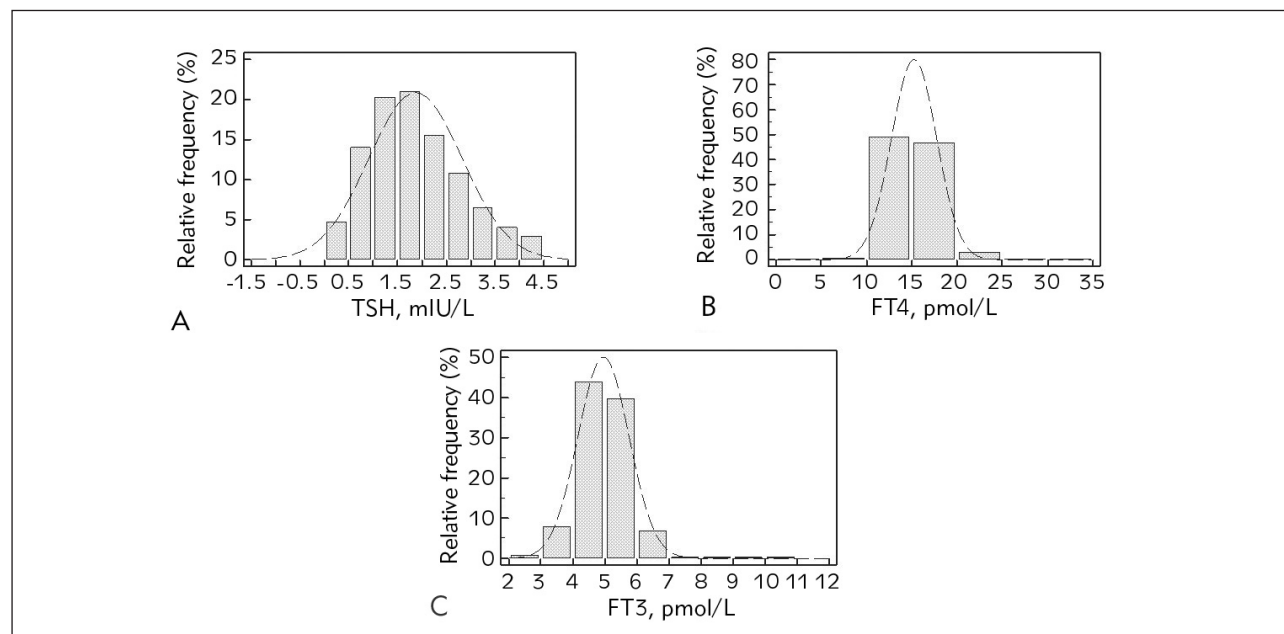 Relative frequency (%)
25
20
15
10
5
0
-1.5 -0.5 0.5 1.5 2.5 3.5 4.5
TSH, mIU/L
A
Relative frequency (%)
80
70
60
50
40
30
20
10
0
0 5 10 15 20 25 30 35
FT4, pmol/L
B
Relative frequency (%)
50
40
30
20
10
0
2 3 4 5 6 7 8 9 10 11 12
FT3, pmol/L
C